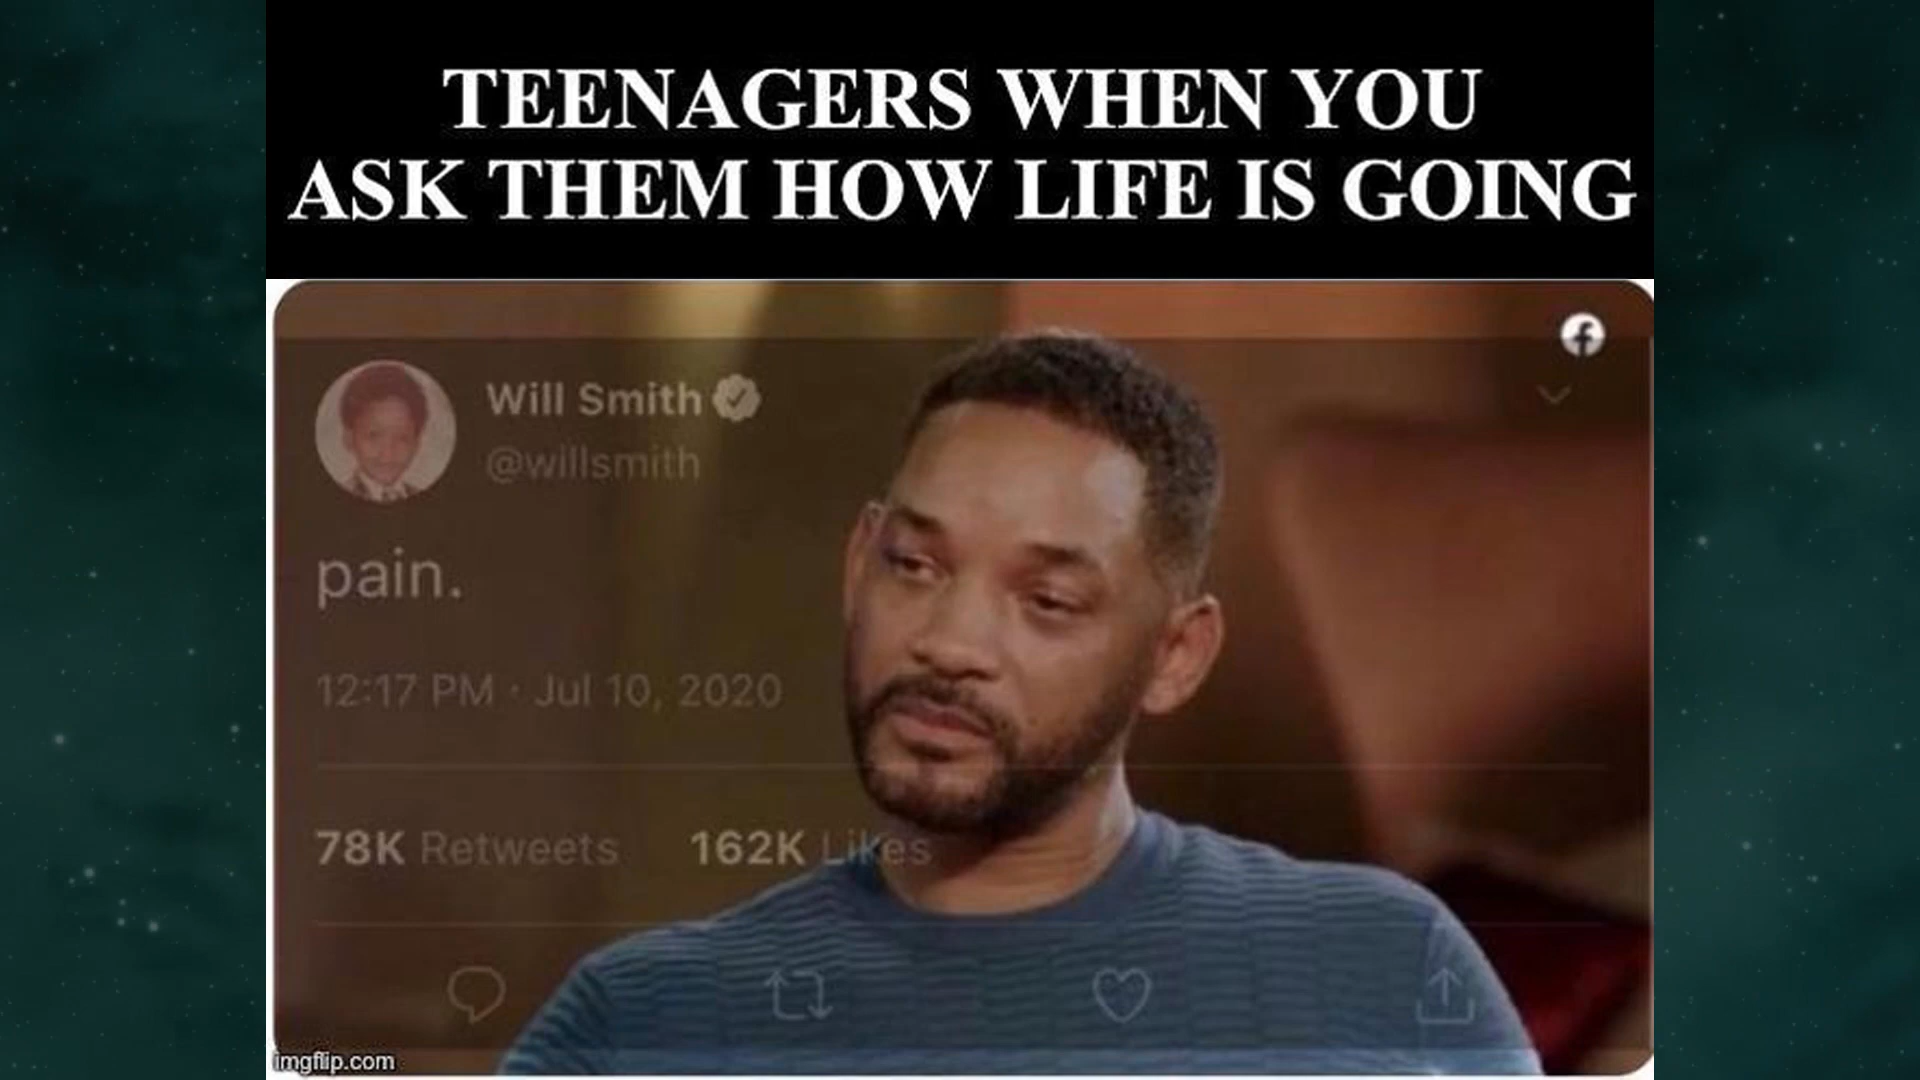 TEENAGERS WHEN YOU
ASK THEM HOW LIFE IS GOING
Will Smith
@willsmith
pain.
12:17 PM · Jul 10, 2020
78K Retweets 162K Likes
imgflip.com